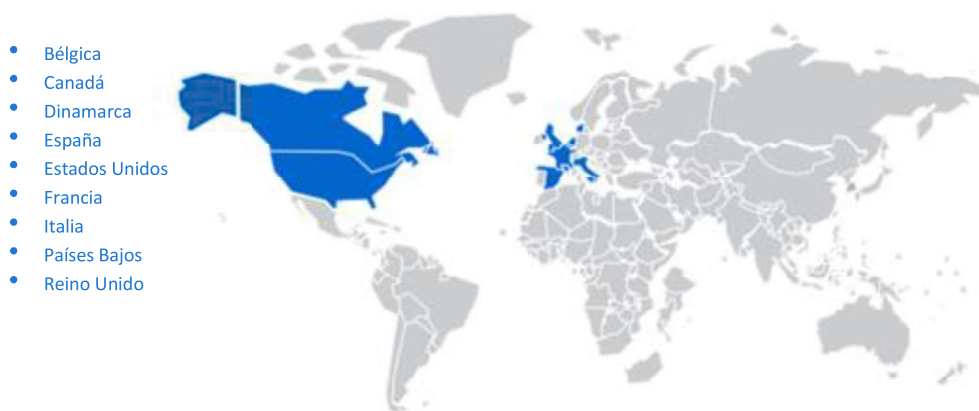 • Bélgica
• Canadá
• Dinamarca
• España
• Estados Unidos
• Francia
• Italia
• Países Bajos
• Reino Unido